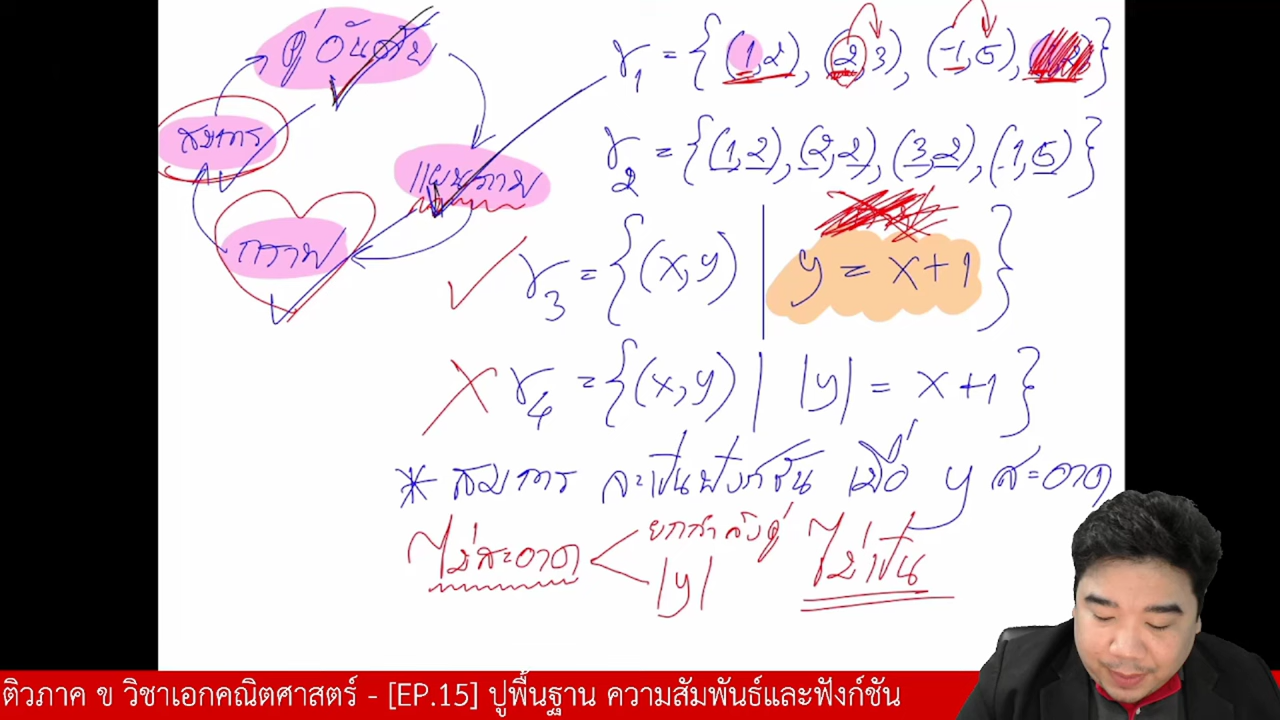 คู่อันดับ
สมการ
แผนภาพ
กราฟ
r₁ = { (1,2), (2,3), (-1,5), }
r₂ = {(1,2),(2,2),(3,2),(-1,5)}
r₃ = {(x,y) | y = x+1}
r₄ = {(x,y) | |y| = x+1}
* สมการ จะเป็นฟังก์ชัน เมื่อ y สะอาด
ไม่สะอาด < ยกกำลังคู่ ไม่เป็น
|y|
ติวภาค ข วิชาเอกคณิตศาสตร์ - [EP.15] ปูพื้นฐาน ความสัมพันธ์และฟังก์ชัน